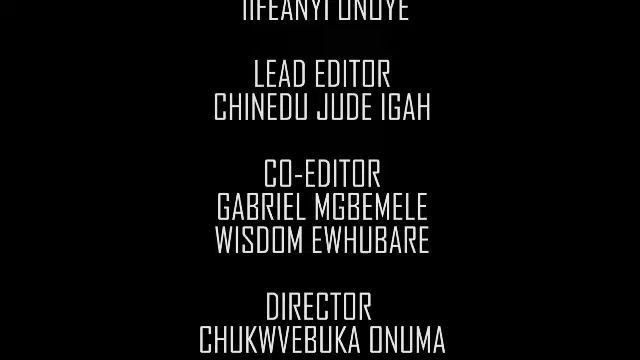 LEAD EDITOR
CHINEDU JUDE IGAH
CO-EDITOR
GABRIEL MGBEMELE
WISDOM EWHUBARE
DIRECTOR
CHUKWVEBUKA ONUMA